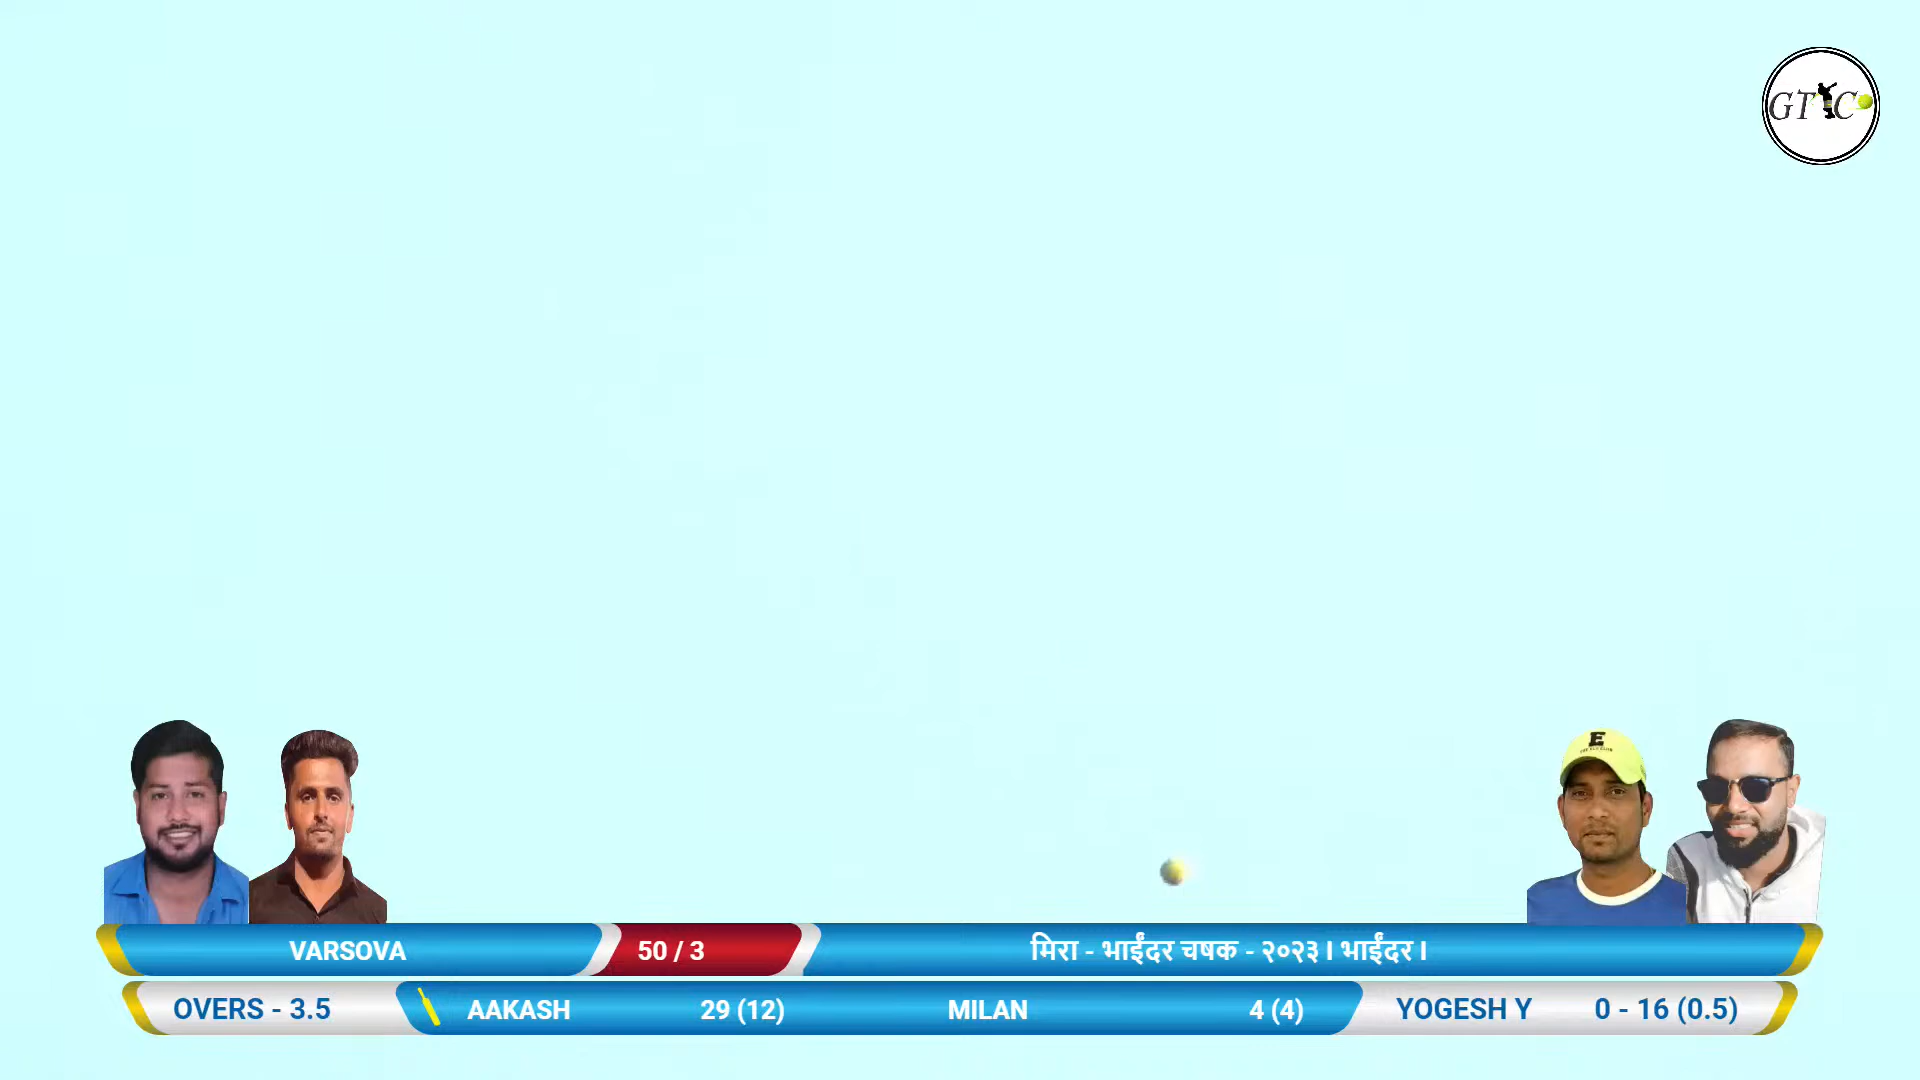 GTC
E
VARSOVA 50 / 3 मिरा - भाईंदर चषक - २०२३ I भाईंदर I
OVERS - 3.5 AAKASH 29 (12) MILAN 4 (4) YOGESH Y 0 - 16 (0.5)